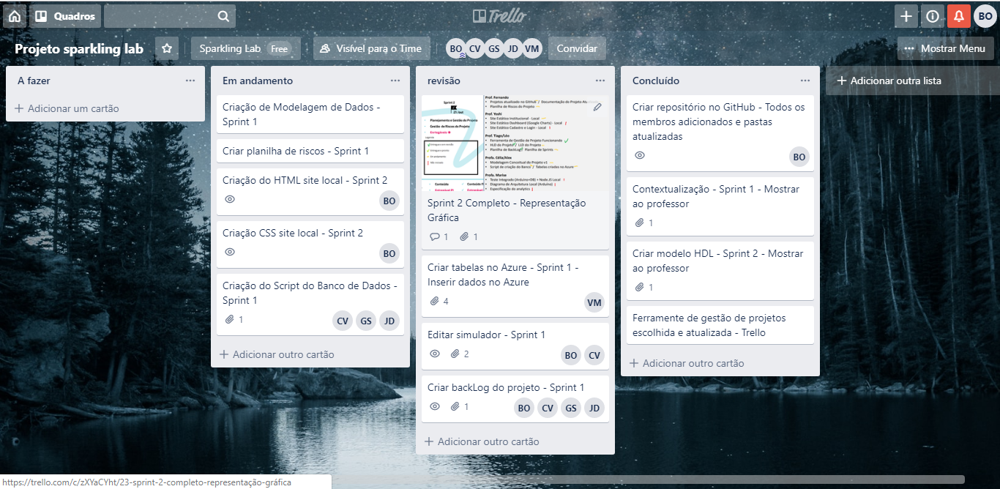 Quadros
Trello
BO
Projeto sparkling lab
Sparkling Lab Free
Visível para o Time
BO CV GS JD VM
Convidar
Mostrar Menu
A fazer
Adicionar um cartão
Em andamento
Criação de Modelagem de Dados -
Sprint 1
Criar planilha de riscos - Sprint 1
Criação do HTML site local - Sprint 2
BO
Criação CSS site local - Sprint 2
BO
Criação do Script do Banco de Dados -
Sprint 1
1
CV GS JD
Adicionar outro cartão
revisão
Sprint 2
Planejamento e Gestão do Projeto
Gestão de Riscos do Projeto
Entregáveis
Legenda
Entregue e pronto
Em andamento
Conteúdo
Conteúdo
Prof. Fernando
Projetos atualizado no GitHub / Documentação do Projeto
Planilha de Riscos do Projeto
Prof. Yoshi
Site Estático Institucional - Local
Site Estático Dashboard (Google Charts) - Local
Site Estático Cadastro e Login - Local
Prof. Tiago/Léo
Ferramenta de Gestão de Projeto Funcionando
HLD do Projeto / LLD do Projeto
Planilha de BackLog / Planilha de Sprints
Profa. Célia/Alex
Modelagem Conceitual do Projeto v1
Script de criação do Banco / Tabelas criadas no Azure
Profa. Marise
Teste Integrado (Arduino+DB) + Node.JS Local
Diagrama de Arquitetura Local (Arduino)
Especificação do analytics
Sprint 2 Completo - Representação
Gráfica
1 1
Criar tabelas no Azure - Sprint 1 -
Inserir dados no Azure
4
VM
Editar simulador - Sprint 1
2
BO CV
Criar backLog do projeto - Sprint 1
1
BO CV GS JD
Adicionar outro cartão
Concluído
Criar repositório no GitHub - Todos os
membros adicionados e pastas
atualizadas
BO
Contextualização - Sprint 1 - Mostrar
ao professor
1
Criar modelo HDL - Sprint 2 - Mostrar
ao professor
1
Ferramente de gestão de projetos
escolhida e atualizada - Trello
Adicionar outro cartão
Adicionar outra lista
https://trello.com/c/zXYaCYht/23-sprint-2-completo-representação-gráfica